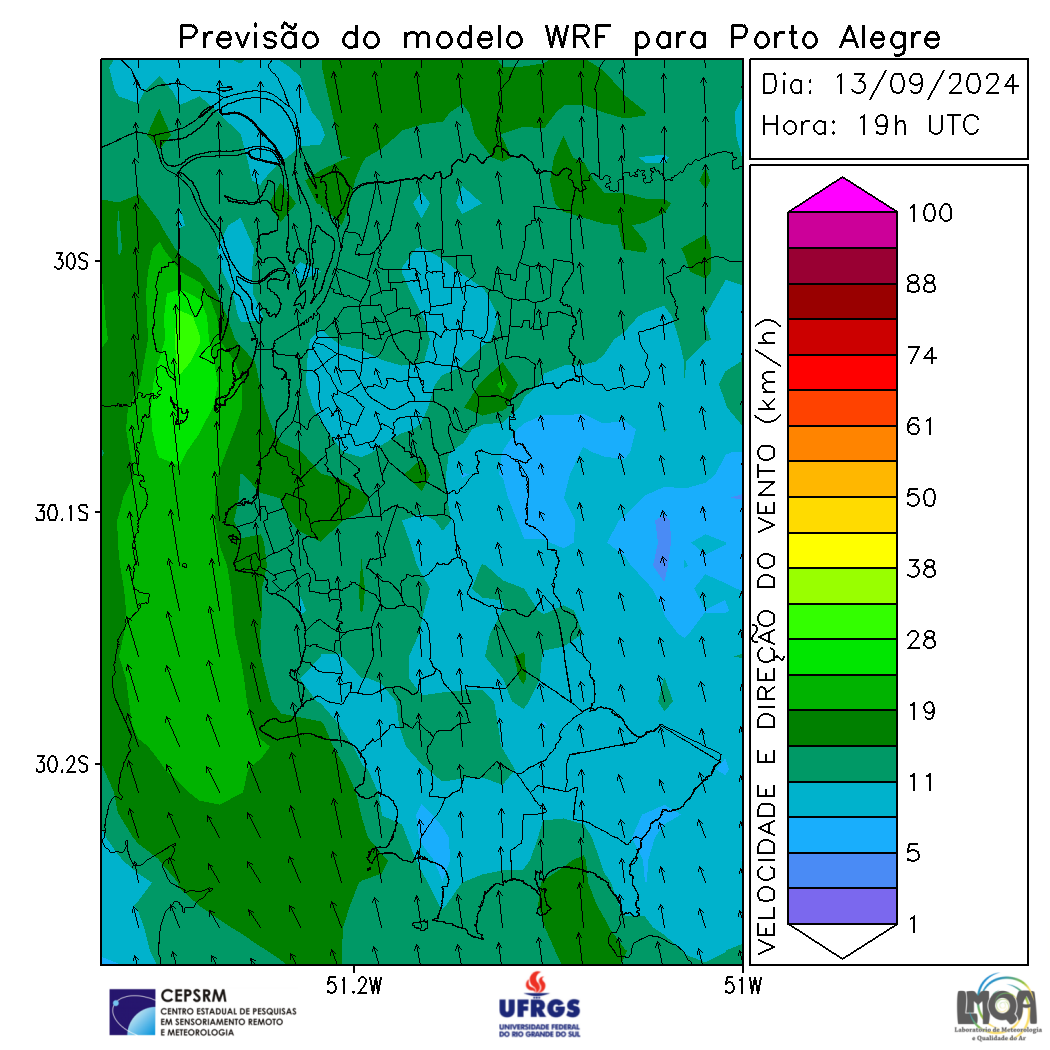 Previsão do modelo WRF para Porto Alegre
Dia: 13/09/2024
Hora: 19h UTC
30S
30.1S
30.2S
51.2W
51W
VELOCIDADE E DIREÇÃO DO VENTO (km/h)
100
88
74
61
50
38
28
19
11
5
1
CEPSRM
CENTRO ESTADUAL DE PESQUISAS
EM SENSORIAMENTO REMOTO
E METEOROLOGIA
UFRGS
UNIVERSIDADE FEDERAL
DO RIO GRANDE DO SUL
LMQA
Laboratório de Meteorologia
e Qualidade do Ar